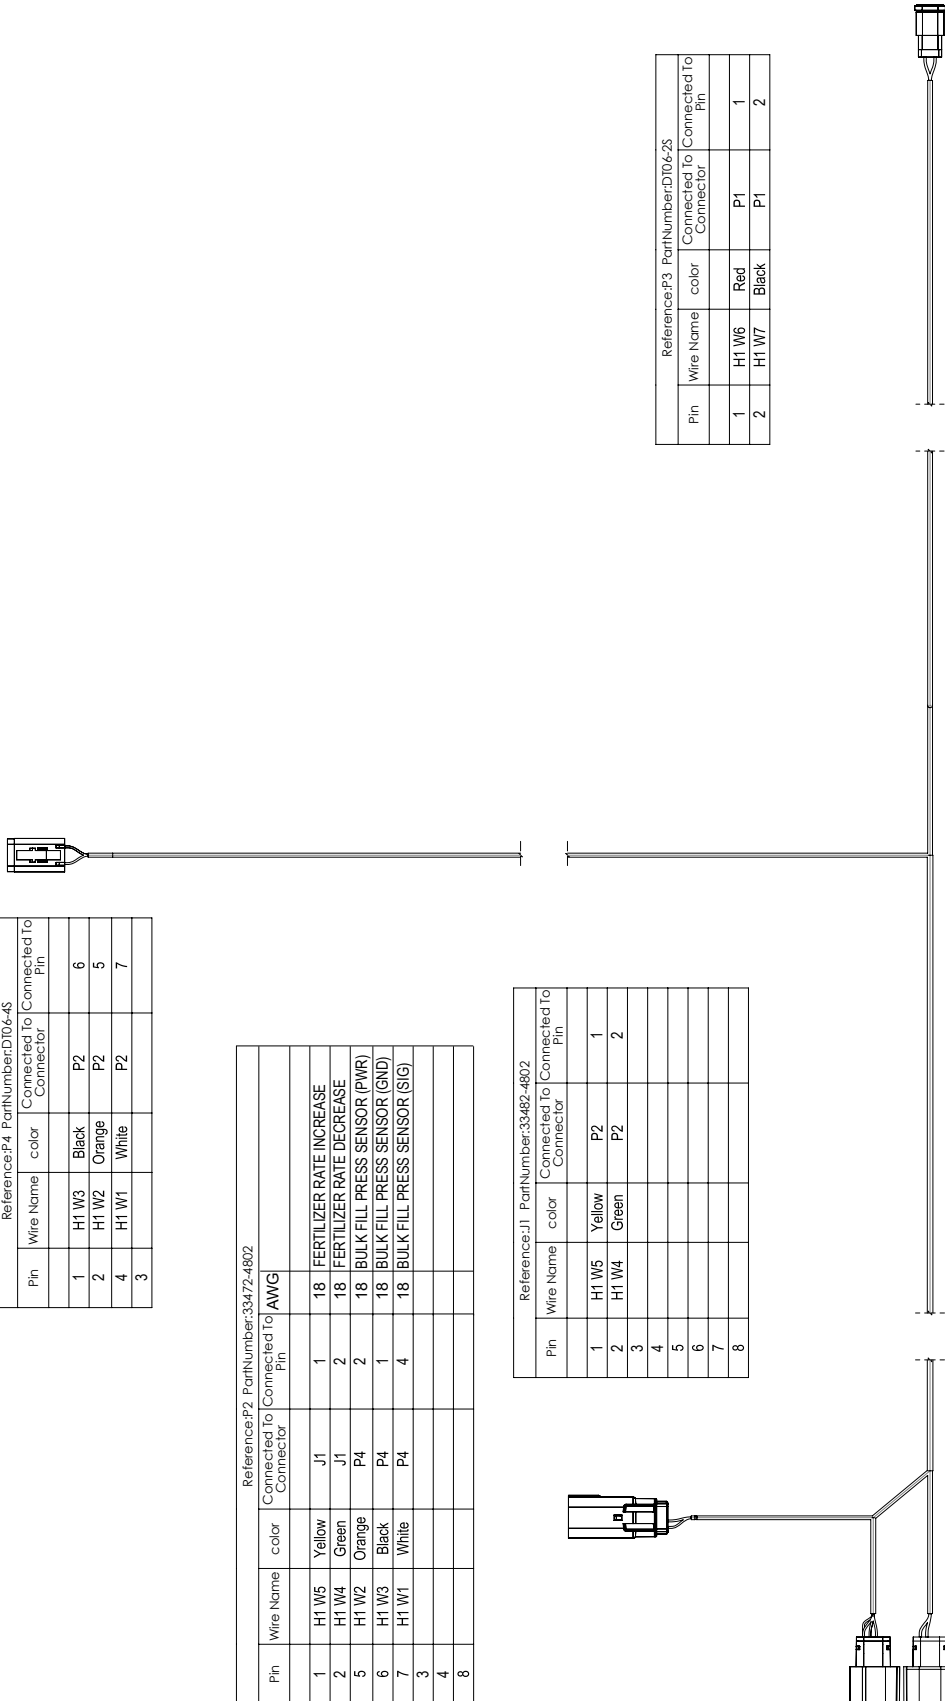 Reference:P4 PartNumber:DT06-4S
Pin Wire Name color Connected To Connector Connected To Pin
1 H1 W3 Black P2 6
2 H1 W2 Orange P2 5
4 H1 W1 White P2 7
3
Reference:P2 PartNumber:33472-4802
Pin Wire Name color Connected To Connector Connected To Pin AWG
1 H1 W5 Yellow J1 1 18 FERTILIZER RATE INCREASE
2 H1 W4 Green J1 2 18 FERTILIZER RATE DECREASE
5 H1 W2 Orange P4 2 18 BULK FILL PRESS SENSOR (PWR)
6 H1 W3 Black P4 1 18 BULK FILL PRESS SENSOR (GND)
7 H1 W1 White P4 4 18 BULK FILL PRESS SENSOR (SIG)
3
4
8
Reference:J1 PartNumber:33482-4802
Pin Wire Name color Connected To Connector Connected To Pin
1 H1 W5 Yellow P2 1
2 H1 W4 Green P2 2
3
4
5
6
7
8
Reference:P3 PartNumber:DT06-2S
Pin Wire Name color Connected To Connector Connected To Pin
1 H1 W6 Red P1 1
2 H1 W7 Black P1 2